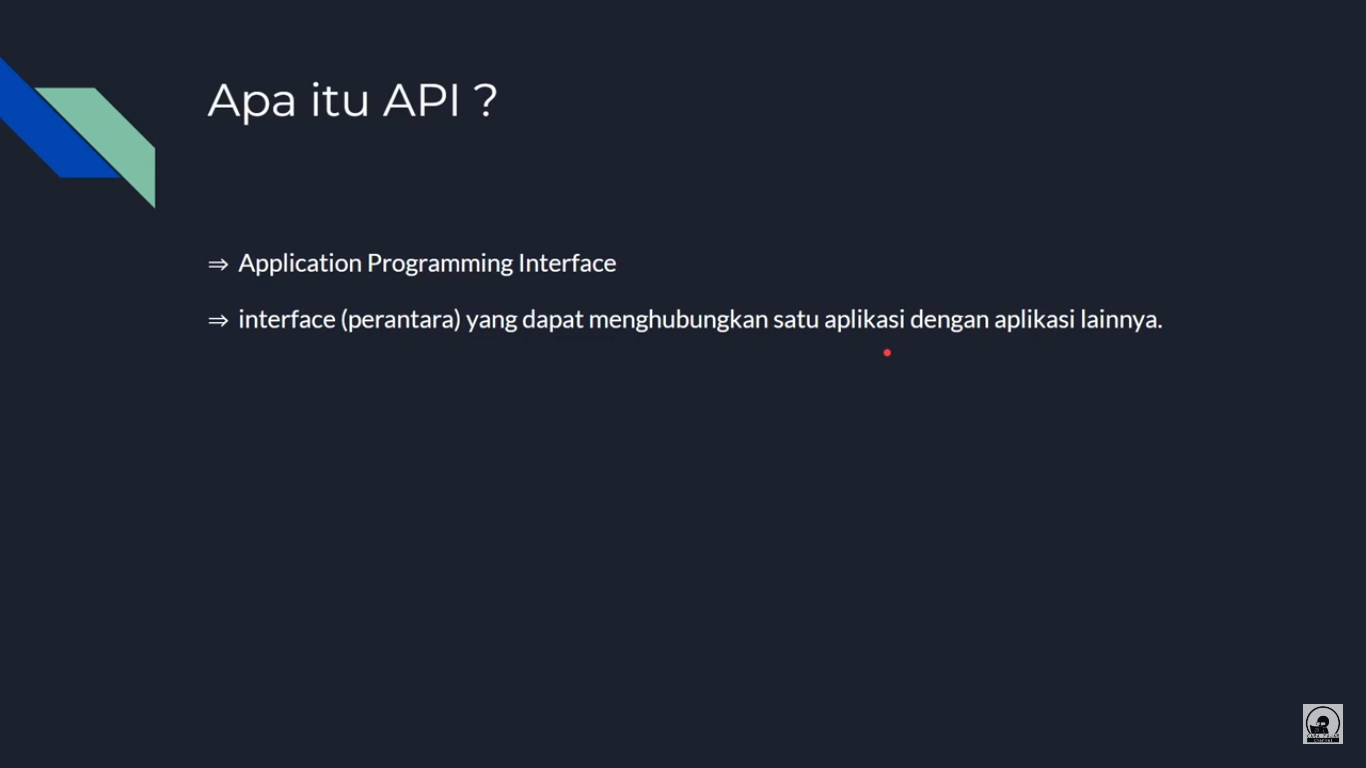 Apa itu API ?
⇒ Application Programming Interface
⇒ interface (perantara) yang dapat menghubungkan satu aplikasi dengan aplikasi lainnya.